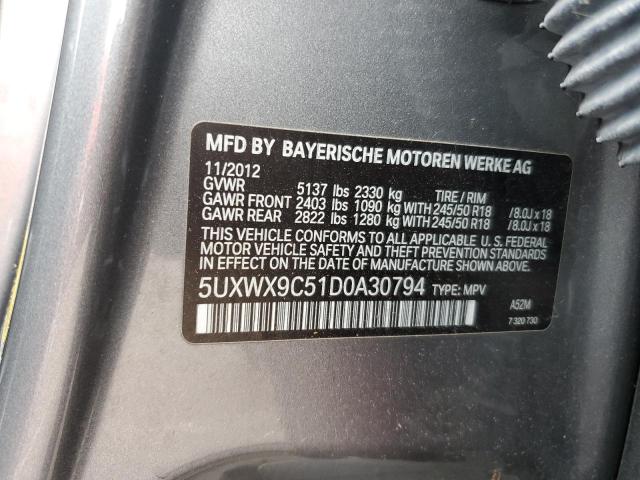 MFD BY BAYERISCHE MOTOREN WERKE AG
11/2012
GVWR 5137 lbs 2330 kg TIRE / RIM
GAWR FRONT 2403 lbs 1090 kg WITH 245/50 R18 /8.0J x 18
GAWR REAR 2822 lbs 1280 kg WITH 245/50 R18 /8.0J x 18
THIS VEHICLE CONFORMS TO ALL APPLICABLE U. S. FEDERAL
MOTOR VEHICLE SAFETY AND THEFT PREVENTION STANDARDS
IN EFFECT ON THE DATE OF MANUFACTURE SHOWN ABOVE.
5UXWX9C51D0A30794 TYPE: MPV
A52M
7 320 730